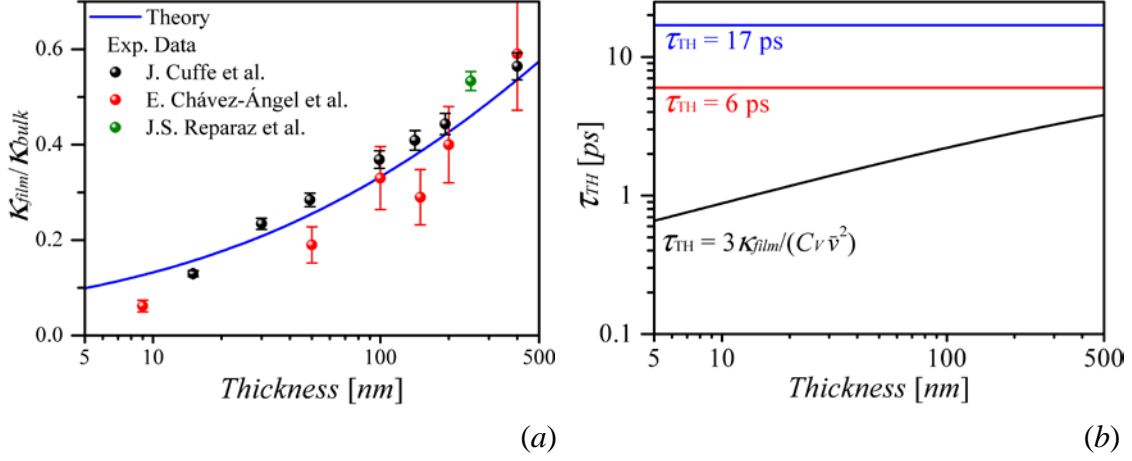 Theory
Exp. Data
J. Cuffe et al.
E. Chávez-Ángel et al.
J.S. Reparaz et al.
0.6
0.4
0.2
0.0
κfilm/κbulk
5 10 100 500
Thickness [nm]
(a)
τTH = 17 ps
τTH = 6 ps
τTH = 3κfilm/(CV v̄²)
10
1
0.1
τTH [ps]
5 10 100 500
Thickness [nm]
(b)